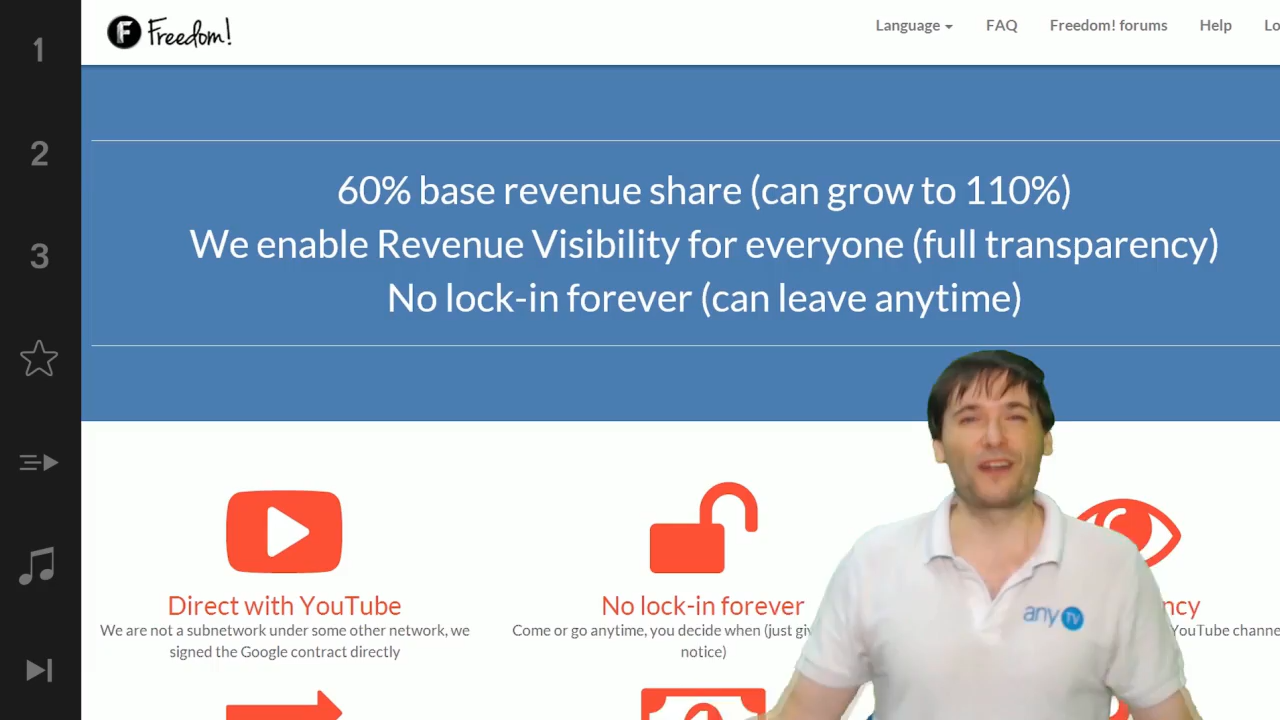 1
2
3
Freedom!
Language
FAQ
Freedom! forums
Help
60% base revenue share (can grow to 110%)
We enable Revenue Visibility for everyone (full transparency)
No lock-in forever (can leave anytime)
Direct with YouTube
We are not a subnetwork under some other network, we
signed the Google contract directly
No lock-in forever
Come or go anytime, you decide when (just
notice)
YouTube
any TV